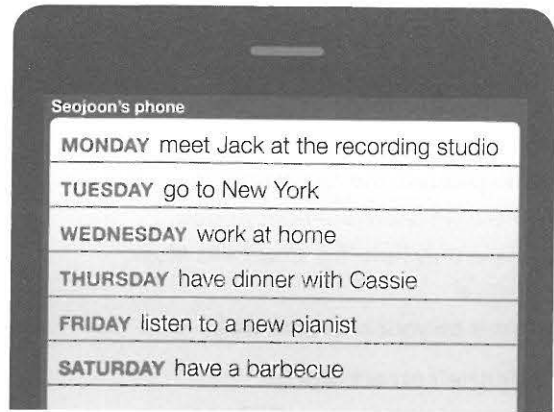 Seojoon's phone
MONDAY meet Jack at the recording studio
TUESDAY go to New York
WEDNESDAY work at home
THURSDAY have dinner with Cassie
FRIDAY listen to a new pianist
SATURDAY have a barbecue